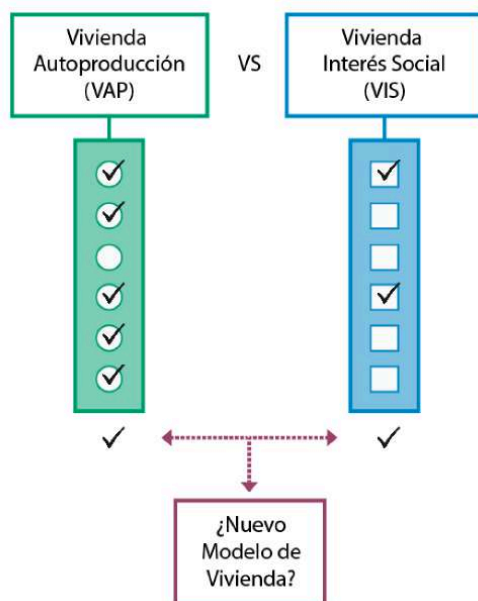 Vivienda
Autoproducción
(VAP)
VS
Vivienda
Interés Social
(VIS)
¿Nuevo
Modelo de
Vivienda?